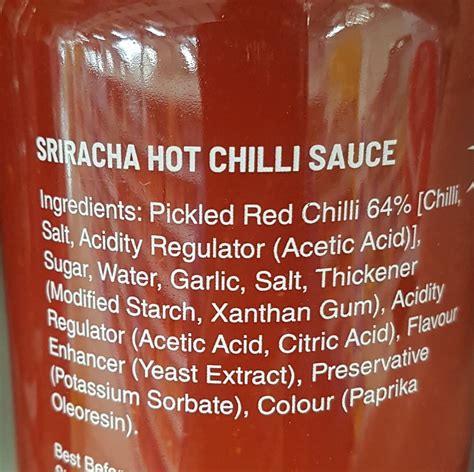 SRIRACHA HOT CHILLI SAUCE
Ingredients: Pickled Red Chilli 64% [Chilli,
Salt, Acidity Regulator (Acetic Acid)],
Sugar, Water, Garlic, Salt, Thickener
(Modified Starch, Xanthan Gum), Acidity
Regulator (Acetic Acid, Citric Acid), Flavour
Enhancer (Yeast Extract), Preservative
(Potassium Sorbate), Colour (Paprika
Oleoresin).
Best Before